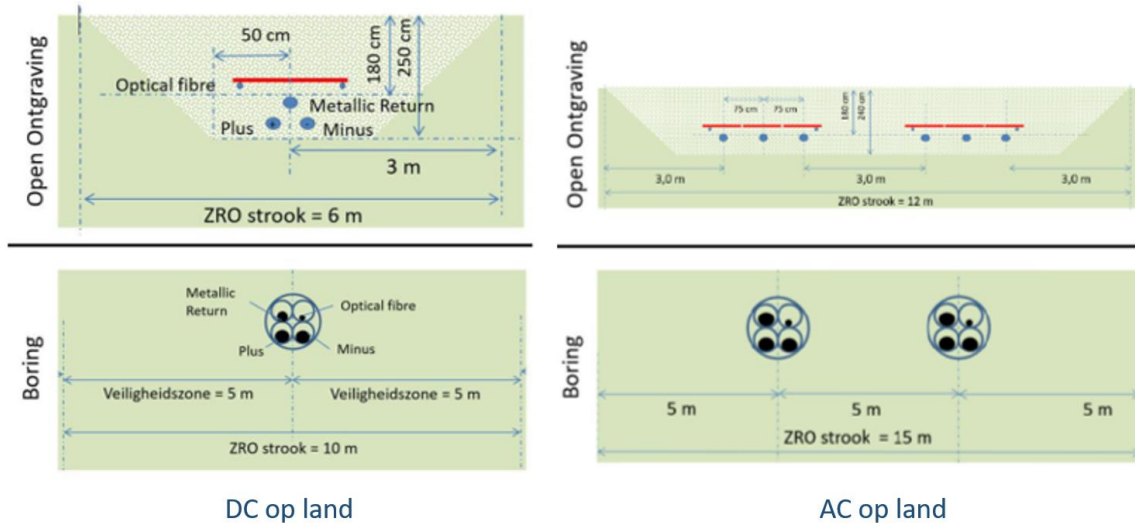 Open Ontgraving
50 cm
180 cm
250 cm
Optical fibre
Metallic Return
Plus
Minus
3 m
ZRO strook = 6 m
Open Ontgraving
75 cm
75 cm
180 cm
240 cm
3,0 m
3,0 m
3,0 m
ZRO strook = 12 m
Boring
Metallic
Return
Optical fibre
Plus
Minus
Veiligheidszone = 5 m
Veiligheidszone = 5 m
ZRO strook = 10 m
Boring
5 m
5 m
5 m
ZRO strook = 15 m
DC op land
AC op land